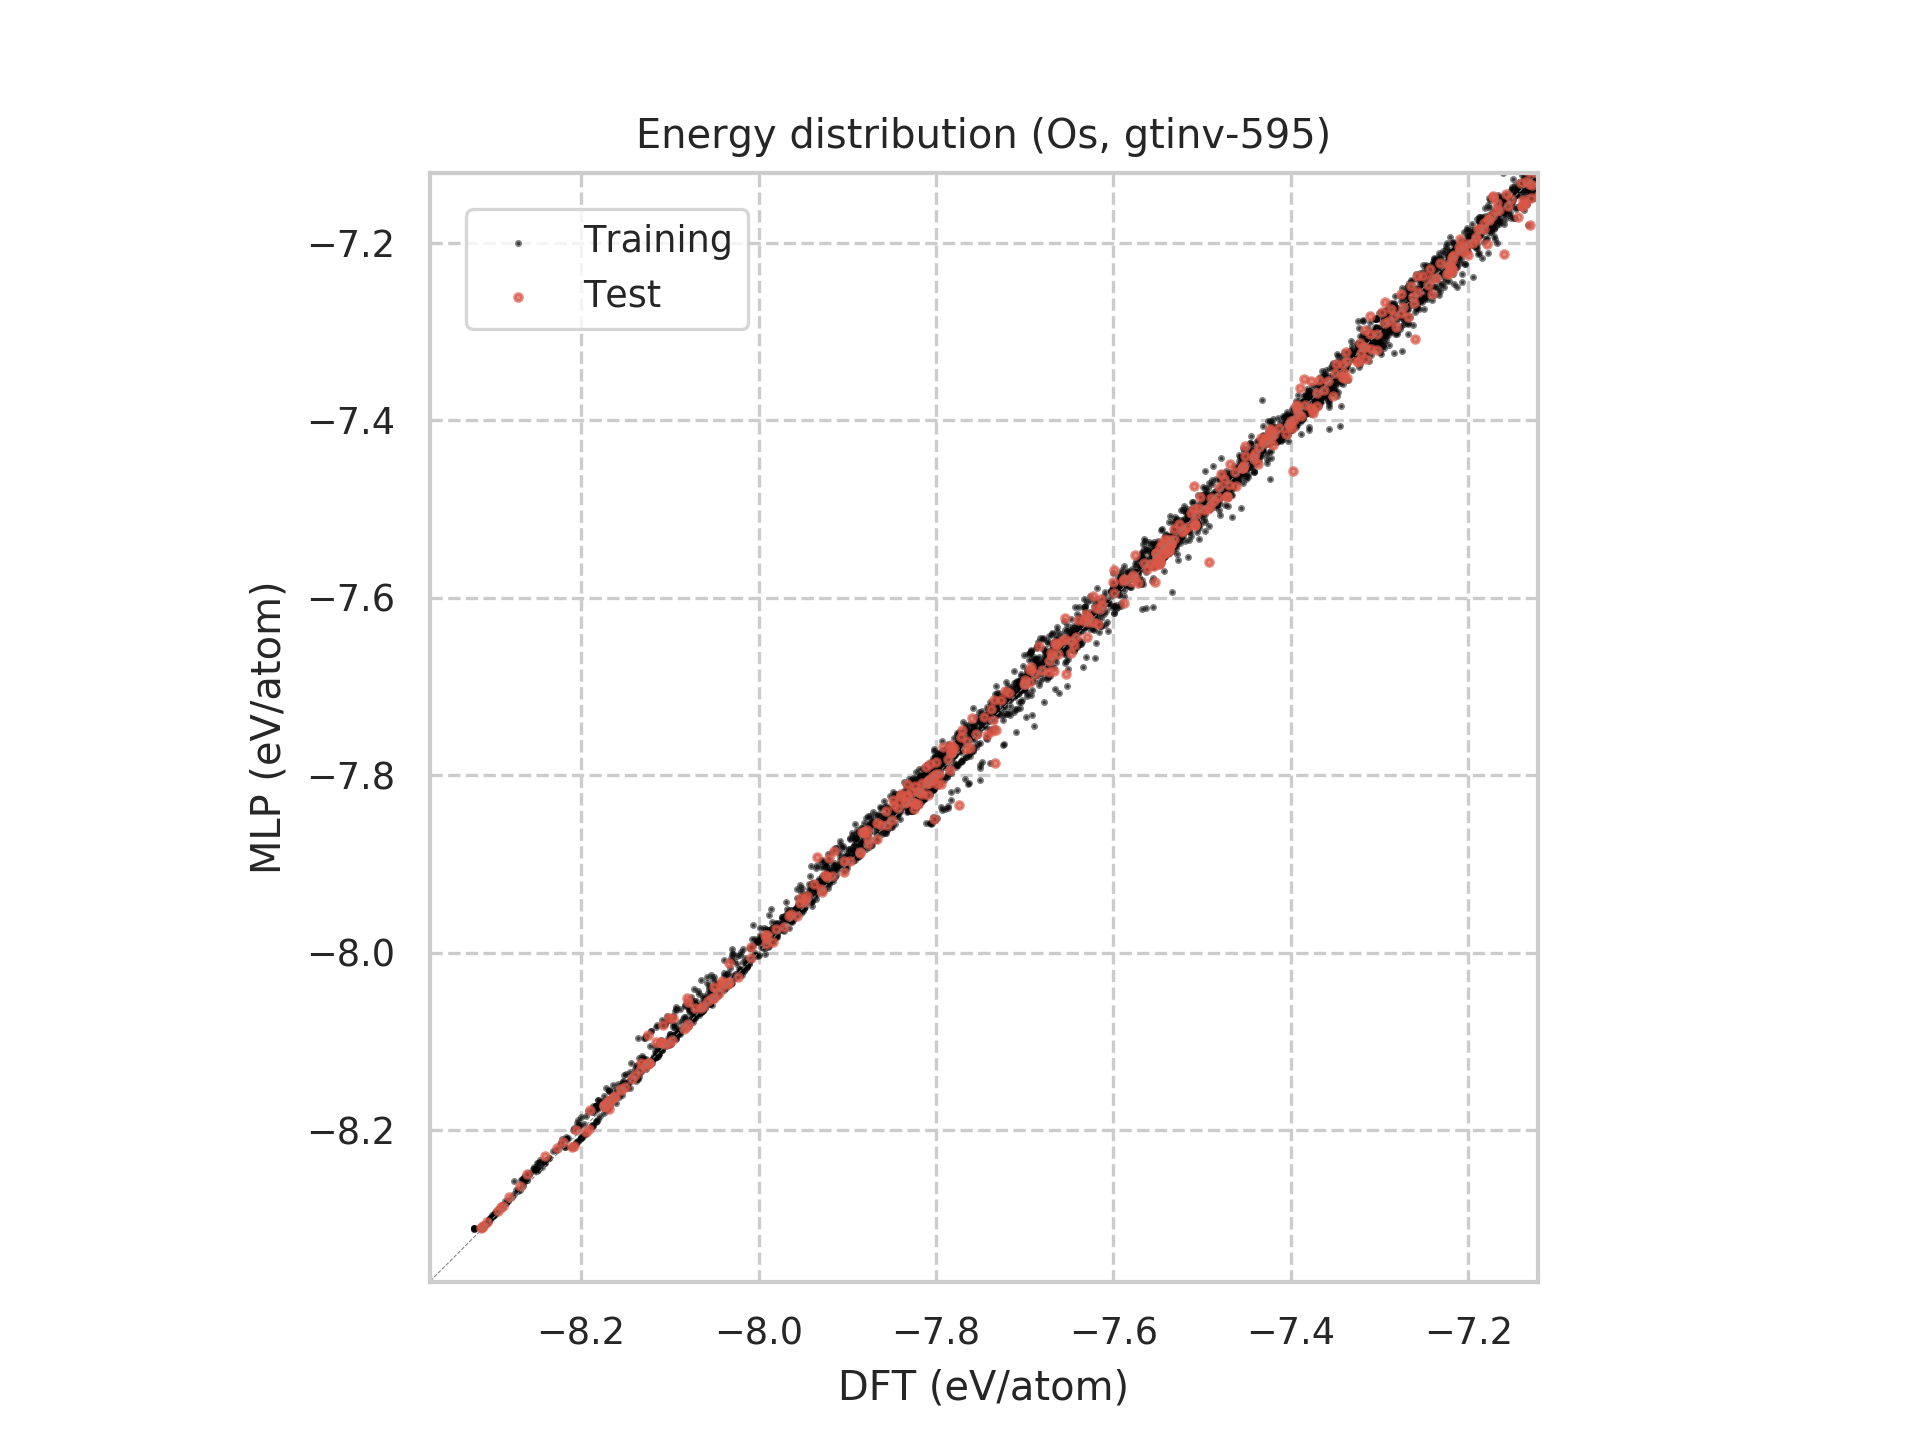 Energy distribution (Os, gtinv-595)
Training
Test
MLP (eV/atom)
−7.2
−7.4
−7.6
−7.8
−8.0
−8.2
−8.2 −8.0 −7.8 −7.6 −7.4 −7.2
DFT (eV/atom)